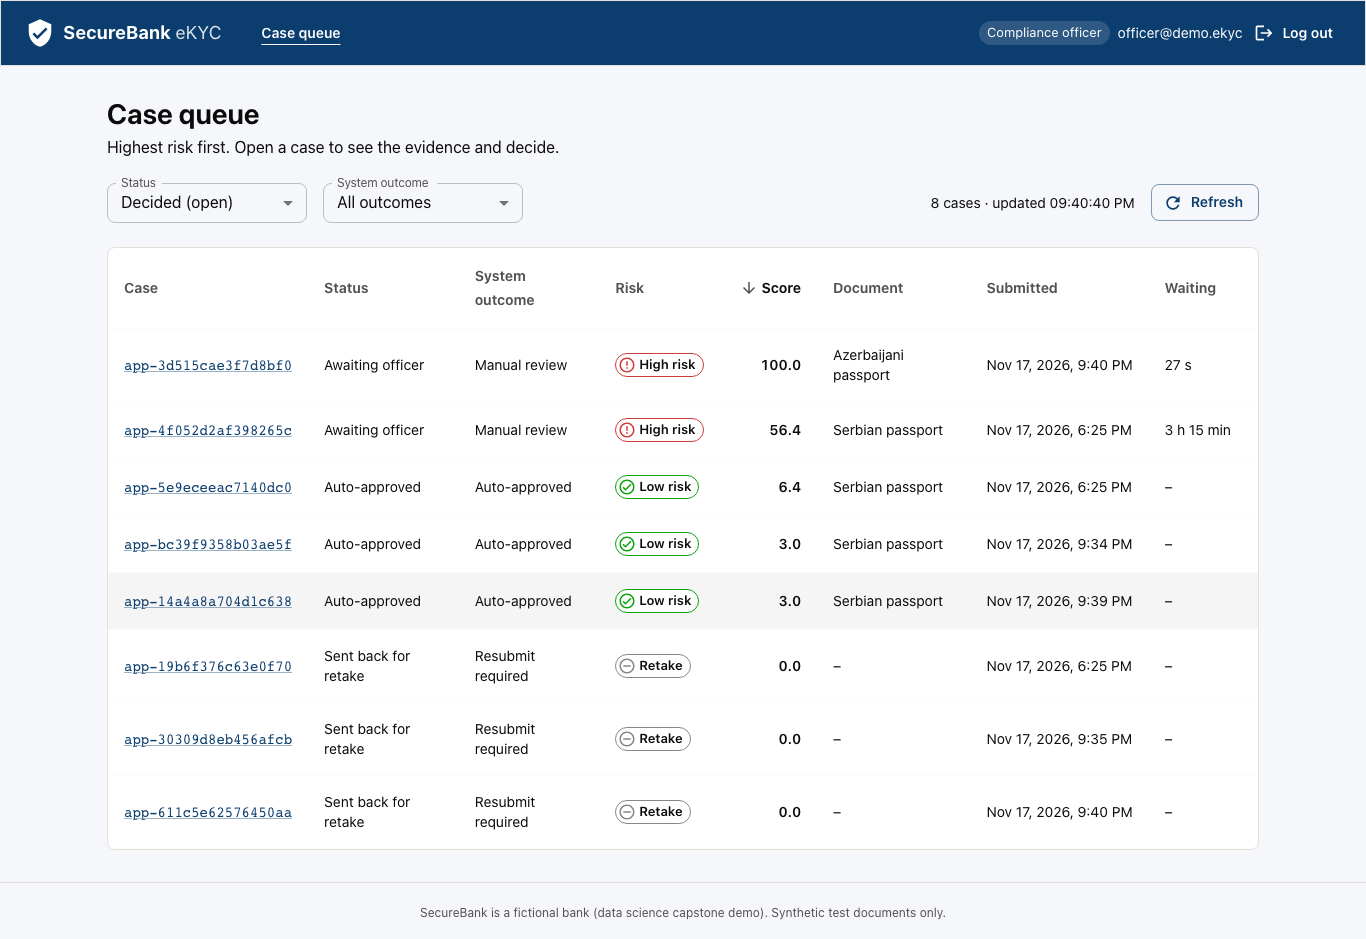 SecureBank eKYC
Case queue
Compliance officer
officer@demo.ekyc
Log out
Case queue
Highest risk first. Open a case to see the evidence and decide.
Status
Decided (open)
System outcome
All outcomes
8 cases · updated 09:40:40 PM
Refresh
Case Status System outcome Risk Score Document Submitted Waiting
app-3d515cae3f7d8bf0 Awaiting officer Manual review High risk 100.0 Azerbaijani passport Nov 17, 2026, 9:40 PM 27 s
app-4f052d2af398265c Awaiting officer Manual review High risk 56.4 Serbian passport Nov 17, 2026, 6:25 PM 3 h 15 min
app-5e9eceeac7140dc0 Auto-approved Auto-approved Low risk 6.4 Serbian passport Nov 17, 2026, 6:25 PM –
app-bc39f9358b03ae5f Auto-approved Auto-approved Low risk 3.0 Serbian passport Nov 17, 2026, 9:34 PM –
app-14a4a8a704d1c638 Auto-approved Auto-approved Low risk 3.0 Serbian passport Nov 17, 2026, 9:39 PM –
app-19b6f376c63e0f70 Sent back for retake Resubmit required Retake 0.0 – Nov 17, 2026, 6:25 PM –
app-30309d8eb456afcb Sent back for retake Resubmit required Retake 0.0 – Nov 17, 2026, 9:35 PM –
app-611c5e62576450aa Sent back for retake Resubmit required Retake 0.0 – Nov 17, 2026, 9:40 PM –
SecureBank is a fictional bank (data science capstone demo). Synthetic test documents only.